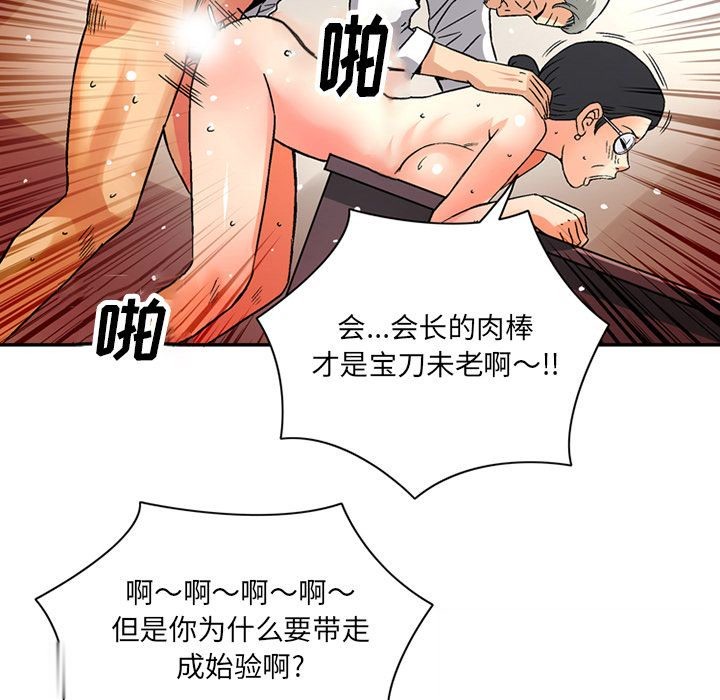 啪
啪
会...会长的肉棒
才是宝刀未老啊～!!
啊～啊～啊～啊～
但是你为什么要带走
成始验啊?